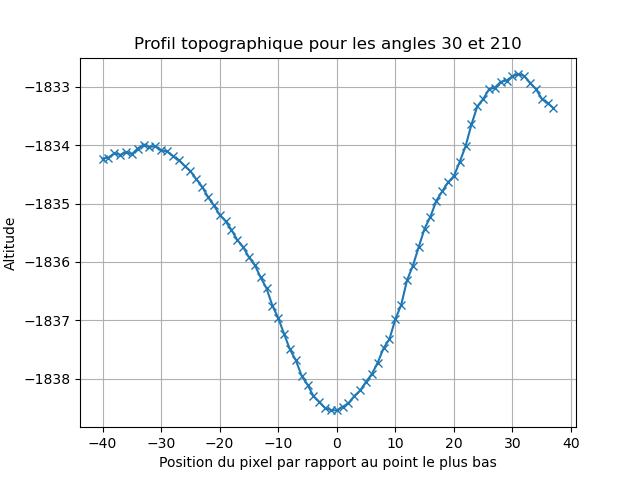 Profil topographique pour les angles 30 et 210
−1833
−1834
−1835
−1836
−1837
−1838
Altitude
−40 −30 −20 −10 0 10 20 30 40
Position du pixel par rapport au point le plus bas